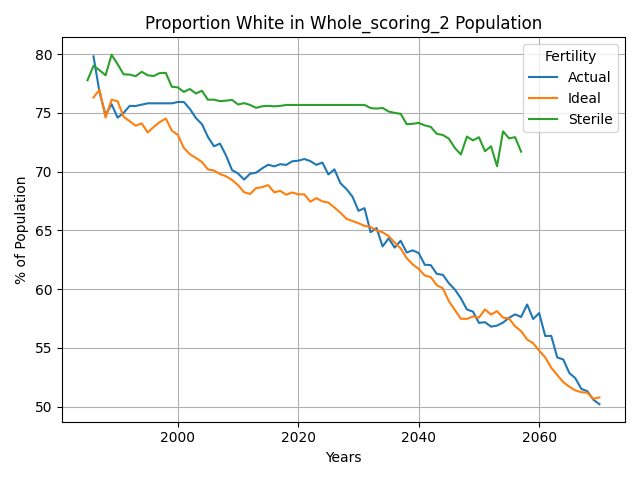 Proportion White in Whole_scoring_2 Population
Fertility
Actual
Ideal
Sterile
% of Population
80
75
70
65
60
55
50
2000
2020
2040
2060
Years